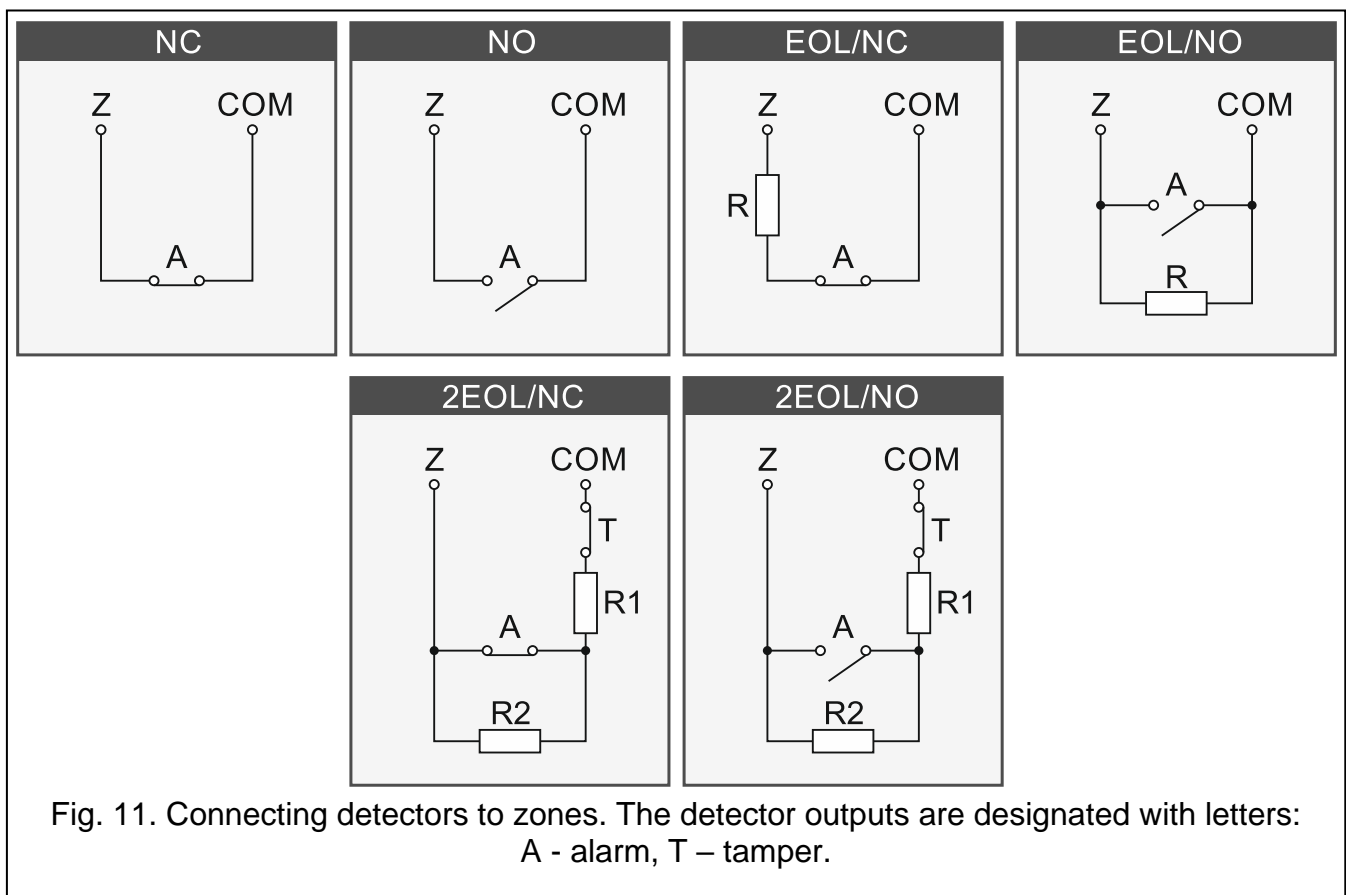 NC
Z COM
A
NO
Z COM
A
EOL/NC
Z COM
R
A
EOL/NO
Z COM
A
R
2EOL/NC
Z COM
T
R1
A
R2
2EOL/NO
Z COM
T
R1
A
R2
Fig. 11. Connecting detectors to zones. The detector outputs are designated with letters:
A - alarm, T – tamper.